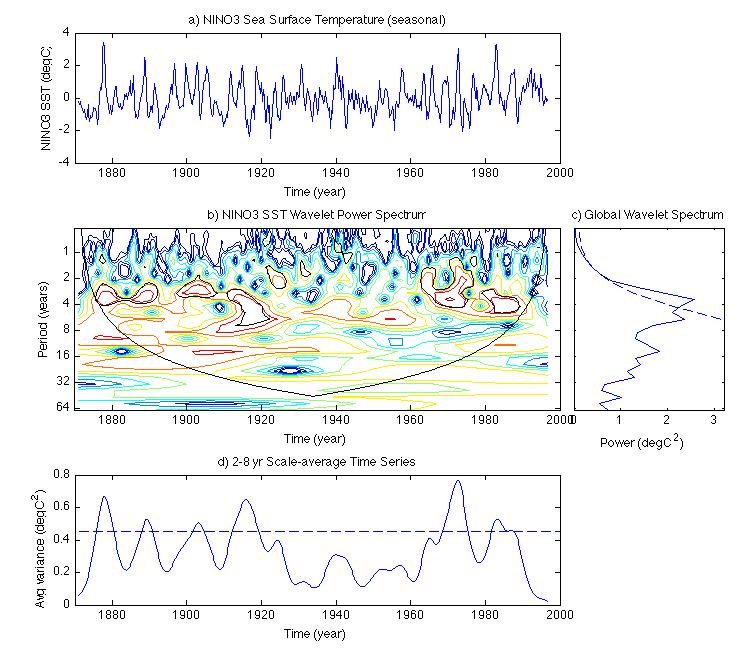 a) NINO3 Sea Surface Temperature (seasonal)
NINO3 SST (degC)
4
2
0
-2
-4
1880 1900 1920 1940 1960 1980 2000
Time (year)
b) NINO3 SST Wavelet Power Spectrum
Period (years)
1
2
4
8
16
32
64
1880 1900 1920 1940 1960 1980 2000
Time (year)
c) Global Wavelet Spectrum
0 1 2 3
Power (degC2)
d) 2-8 yr Scale-average Time Series
Avg variance (degC2)
0.8
0.6
0.4
0.2
0
1880 1900 1920 1940 1960 1980 2000
Time (year)